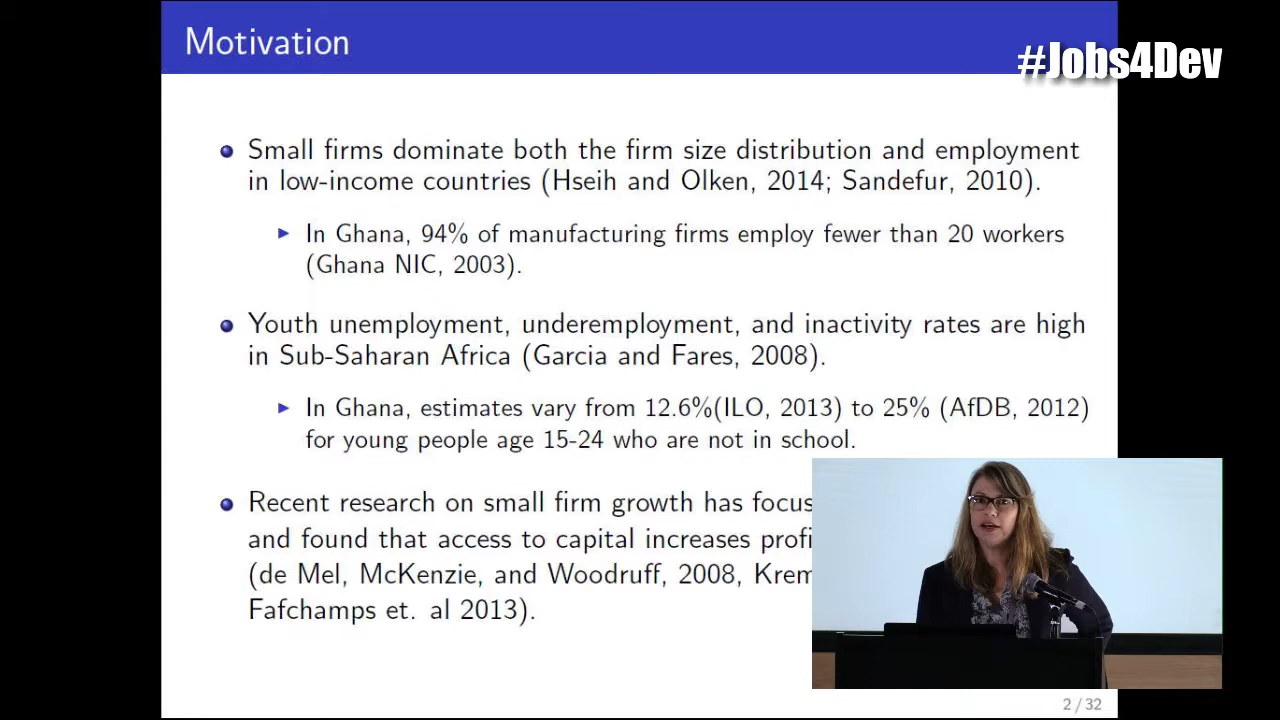 Motivation
#Jobs4Dev
Small firms dominate both the firm size distribution and employment
in low-income countries (Hseih and Olken, 2014; Sandefur, 2010).
In Ghana, 94% of manufacturing firms employ fewer than 20 workers
(Ghana NIC, 2003).
Youth unemployment, underemployment, and inactivity rates are high
in Sub-Saharan Africa (Garcia and Fares, 2008).
In Ghana, estimates vary from 12.6%(ILO, 2013) to 25% (AfDB, 2012)
for young people age 15-24 who are not in school.
Recent research on small firm growth has
and found that access to capital increases
(de Mel, McKenzie, and Woodruff, 2008,
Fafchamps et. al 2013).
2 / 32